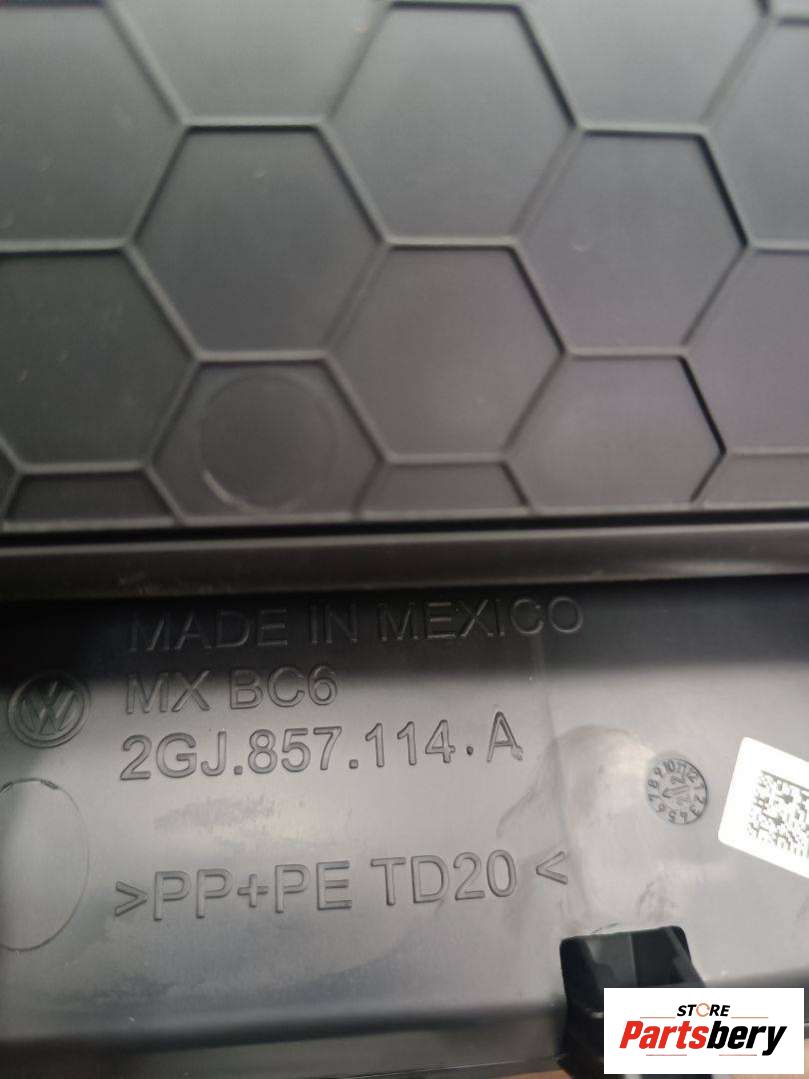 MADE IN MEXICO
MX BC6
2GJ.857.114.A
>PP+PE TD20<
STORE
Partsbery